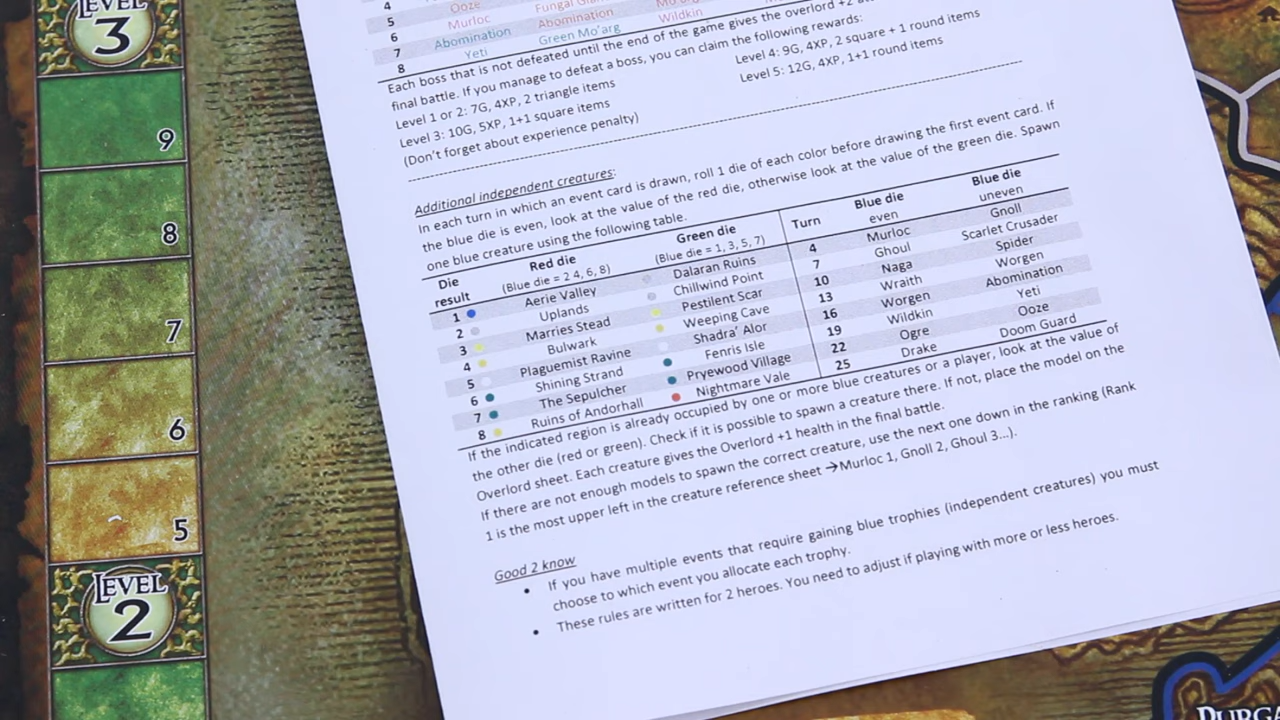 LEVEL
3
9
8
7
6
5
LEVEL
2
4 Ooze
5 Murloc Abomination Wildkin
6 Abomination Green Mo'arg
7 Yeti
8
Each boss that is not defeated until the end of the game gives the overlord +2
final battle. If you manage to defeat a boss, you can claim the following rewards:
Level 1 or 2: 7G, 4XP, 2 triangle items Level 4: 9G, 4XP, 2 square + 1 round items
Level 3: 10G, 5XP, 1+1 square items Level 5: 12G, 4XP, 1+1 round items
(Don't forget about experience penalty)
Additional independent creatures:
In each turn in which an event card is drawn, roll 1 die of each color before drawing the first event card. If
the blue die is even, look at the value of the red die, otherwise look at the value of the green die. Spawn
one blue creature using the following table.
Die result Red die (Blue die = 2 4, 6, 8) Green die (Blue die = 1, 3, 5, 7) Turn Blue die even Blue die uneven
1 Aerie Valley Dalaran Ruins 4 Murloc Gnoll
2 Uplands Chillwind Point 7 Ghoul Scarlet Crusader
3 Marries Stead Pestilent Scar 10 Naga Spider
4 Bulwark Weeping Cave 13 Wraith Worgen
5 Plaguemist Ravine Shadra' Alor 16 Worgen Abomination
6 Shining Strand Fenris Isle 19 Wildkin Yeti
7 The Sepulcher Pryewood Village 22 Ogre Ooze
8 Ruins of Andorhall Nightmare Vale 25 Drake Doom Guard
If the indicated region is already occupied by one or more blue creatures or a player, look at the value of
the other die (red or green). Check if it is possible to spawn a creature there. If not, place the model on the
Overlord sheet. Each creature gives the Overlord +1 health in the final battle.
If there are not enough models to spawn the correct creature, use the next one down in the ranking (Rank
1 is the most upper left in the creature reference sheet →Murloc 1, Gnoll 2, Ghoul 3...).
Good 2 know
• If you have multiple events that require gaining blue trophies (independent creatures) you must
choose to which event you allocate each trophy.
• These rules are written for 2 heroes. You need to adjust if playing with more or less heroes.